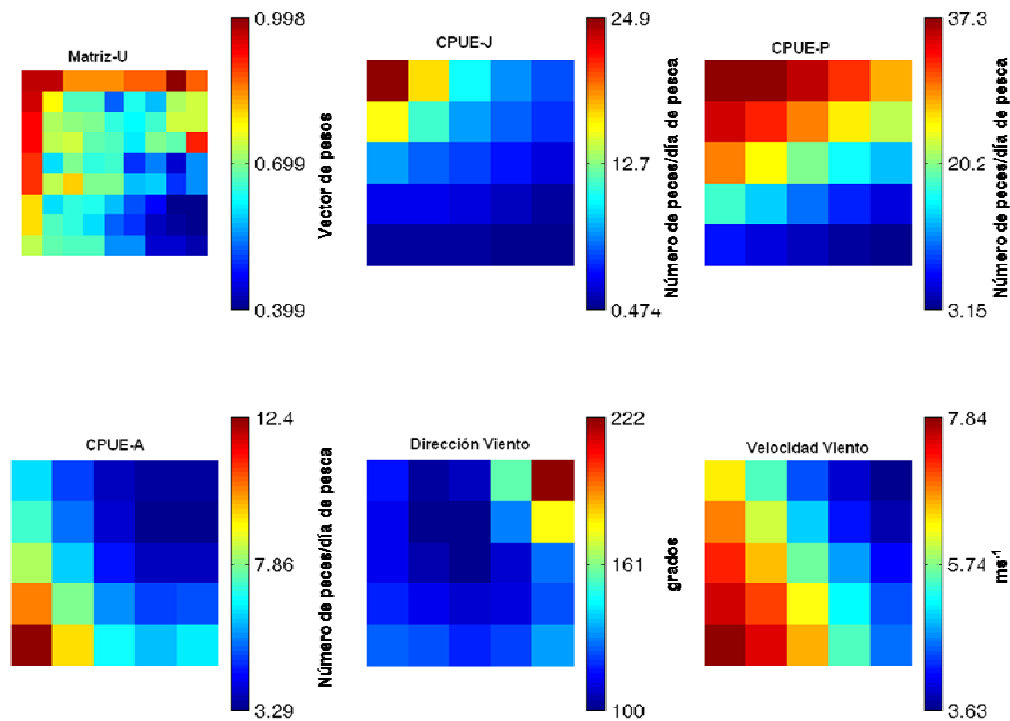 Matriz-U
0.998
0.699
0.399
Vector de pesos
CPUE-J
24.9
12.7
0.474
Número de peces/día de pesca
CPUE-P
37.3
20.2
3.15
Número de peces/día de pesca
CPUE-A
12.4
7.86
3.29
Número de peces/día de pesca
Dirección Viento
222
161
100
grados
Velocidad Viento
7.84
5.74
3.63
ms⁻¹